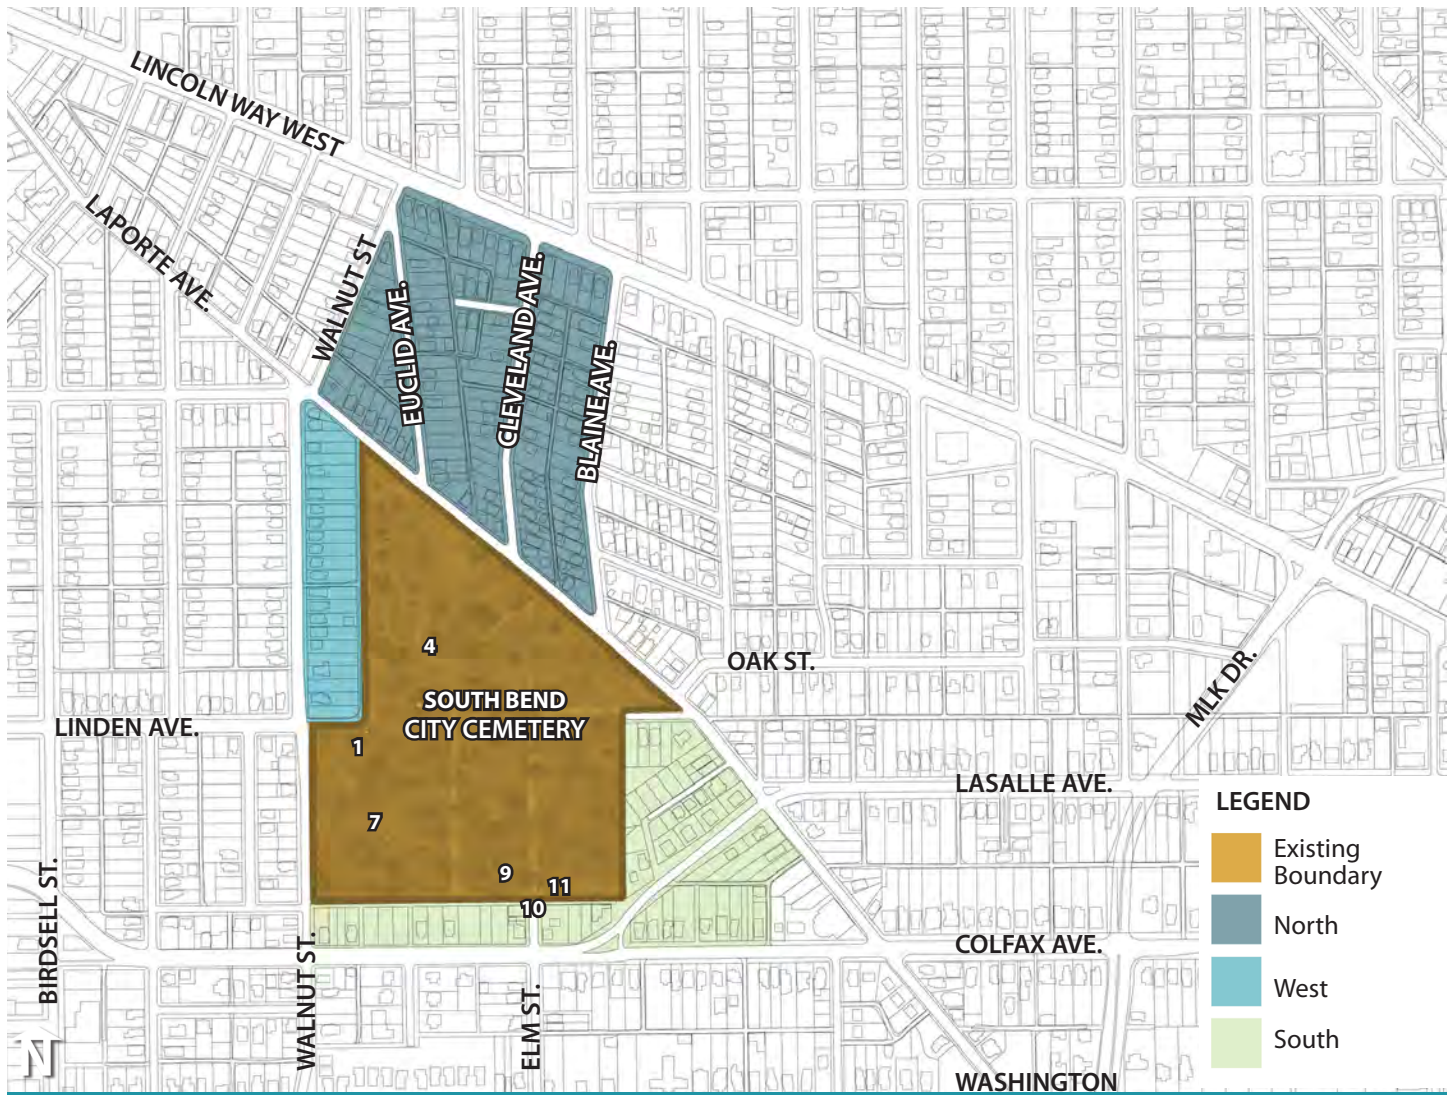 LINCOLN WAY WEST
LAPORTE AVE.
WALNUT ST
EUCLID AVE.
CLEVELAND AVE.
BLAINE AVE.
4
OAK ST.
SOUTH BEND
CITY CEMETERY
MLK DR.
LINDEN AVE.
1
LASALLE AVE.
7
9
11
10
BIRDSELL ST.
WALNUT ST.
ELM ST.
COLFAX AVE.
WASHINGTON
N
LEGEND
Existing
Boundary
North
West
South